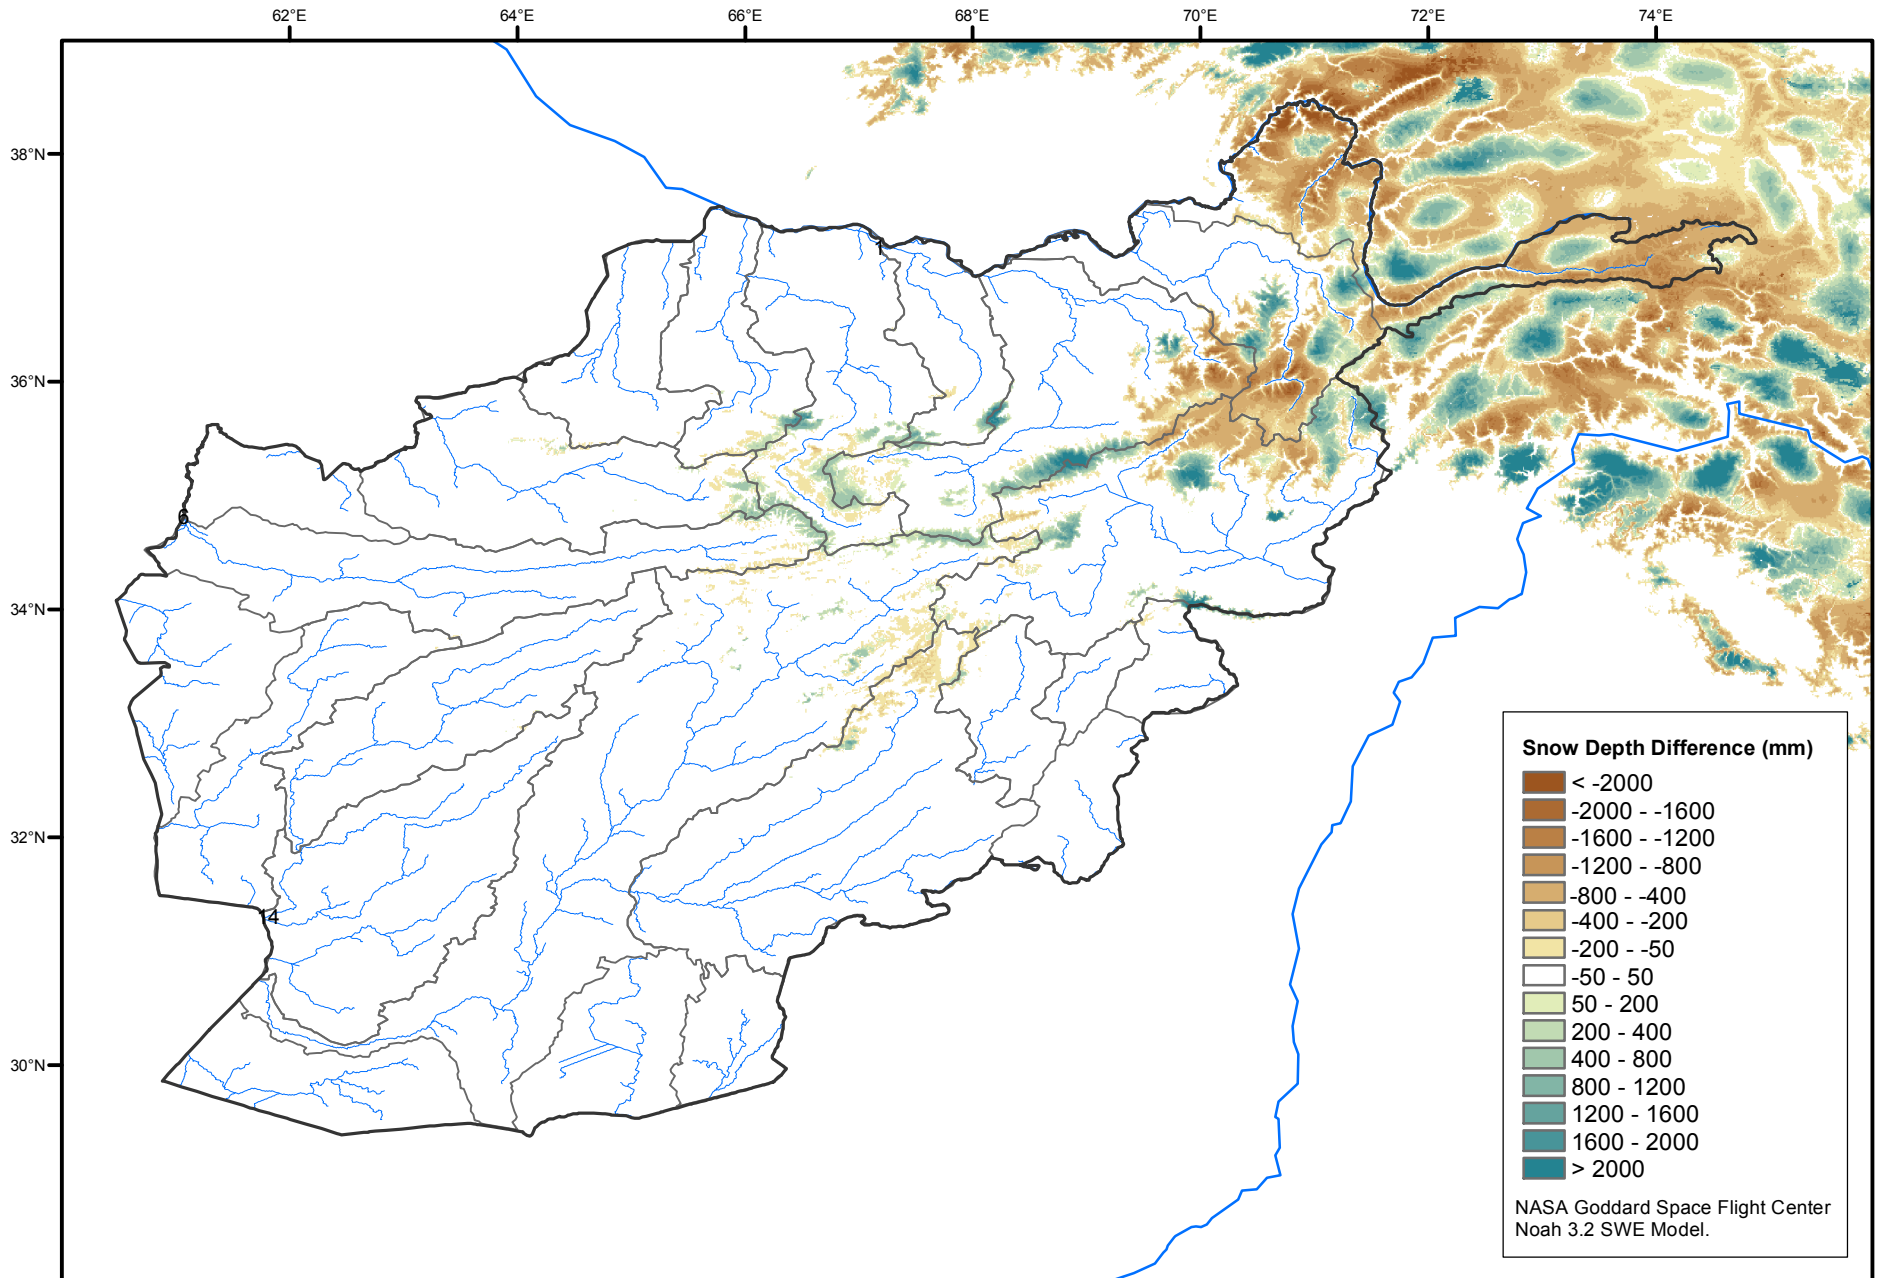 62°E 64°E 66°E 68°E 70°E 72°E 74°E
38°N
36°N
34°N
32°N
30°N
1
6
14
Snow Depth Difference (mm)
< -2000
-2000 - -1600
-1600 - -1200
-1200 - -800
-800 - -400
-400 - -200
-200 - -50
-50 - 50
50 - 200
200 - 400
400 - 800
800 - 1200
1200 - 1600
1600 - 2000
> 2000
NASA Goddard Space Flight Center
Noah 3.2 SWE Model.